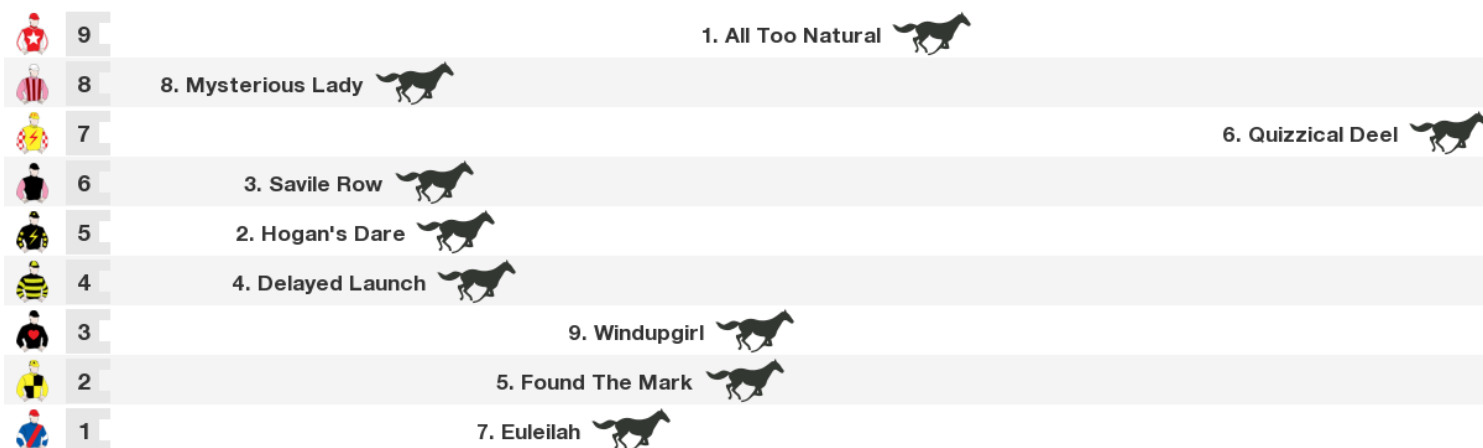 9 1. All Too Natural
8 8. Mysterious Lady
7 6. Quizzical Deel
6 3. Savile Row
5 2. Hogan's Dare
4 4. Delayed Launch
3 9. Windupgirl
2 5. Found The Mark
1 7. Euleilah